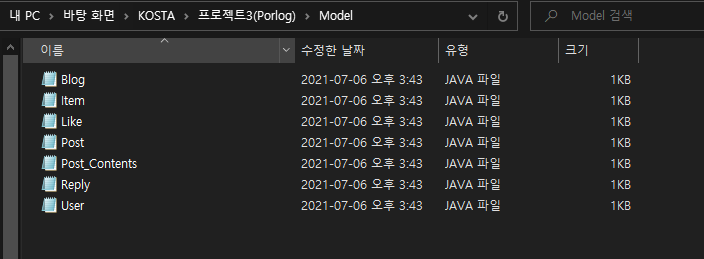 내 PC > 바탕 화면 > KOSTA > 프로젝트3(Porlog) > Model Model 검색
이름 수정한 날짜 유형 크기
Blog 2021-07-06 오후 3:43 JAVA 파일 1KB
Item 2021-07-06 오후 3:43 JAVA 파일 1KB
Like 2021-07-06 오후 3:43 JAVA 파일 1KB
Post 2021-07-06 오후 3:43 JAVA 파일 1KB
Post_Contents 2021-07-06 오후 3:43 JAVA 파일 1KB
Reply 2021-07-06 오후 3:43 JAVA 파일 1KB
User 2021-07-06 오후 3:43 JAVA 파일 1KB